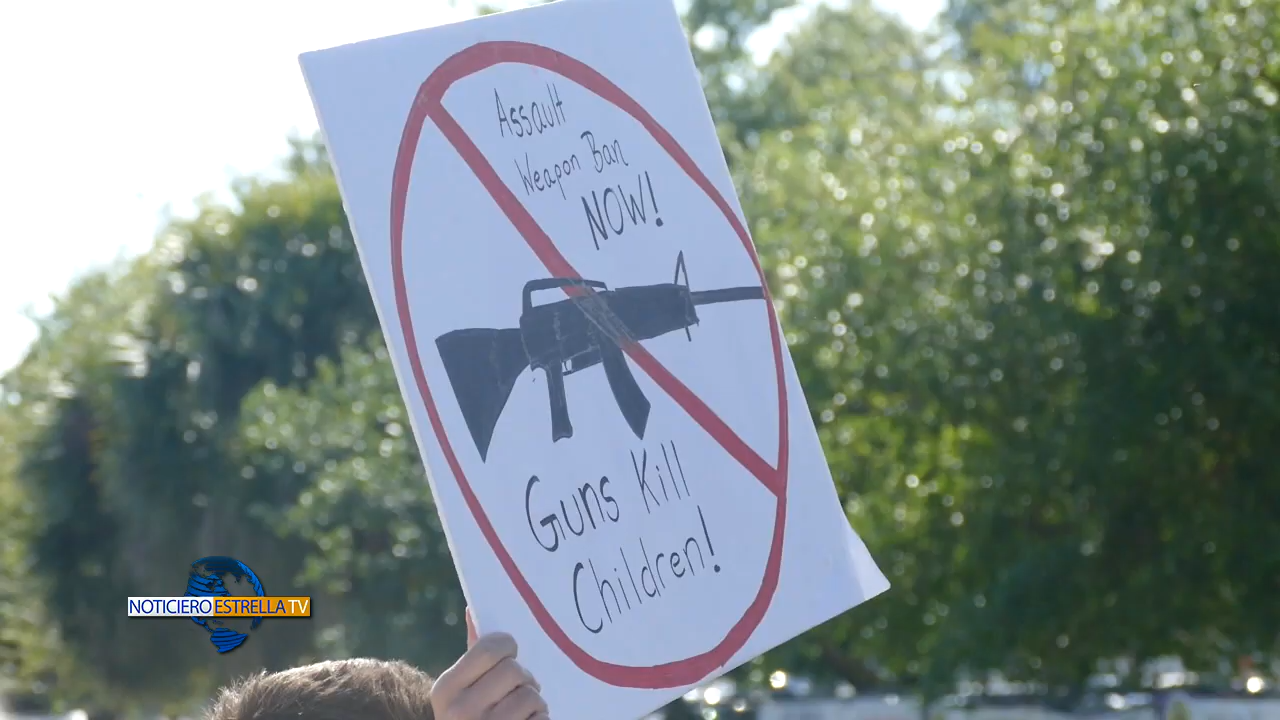 Assault
Weapon Ban
NOW!
Guns Kill
Children!
NOTICIERO ESTRELLA TV